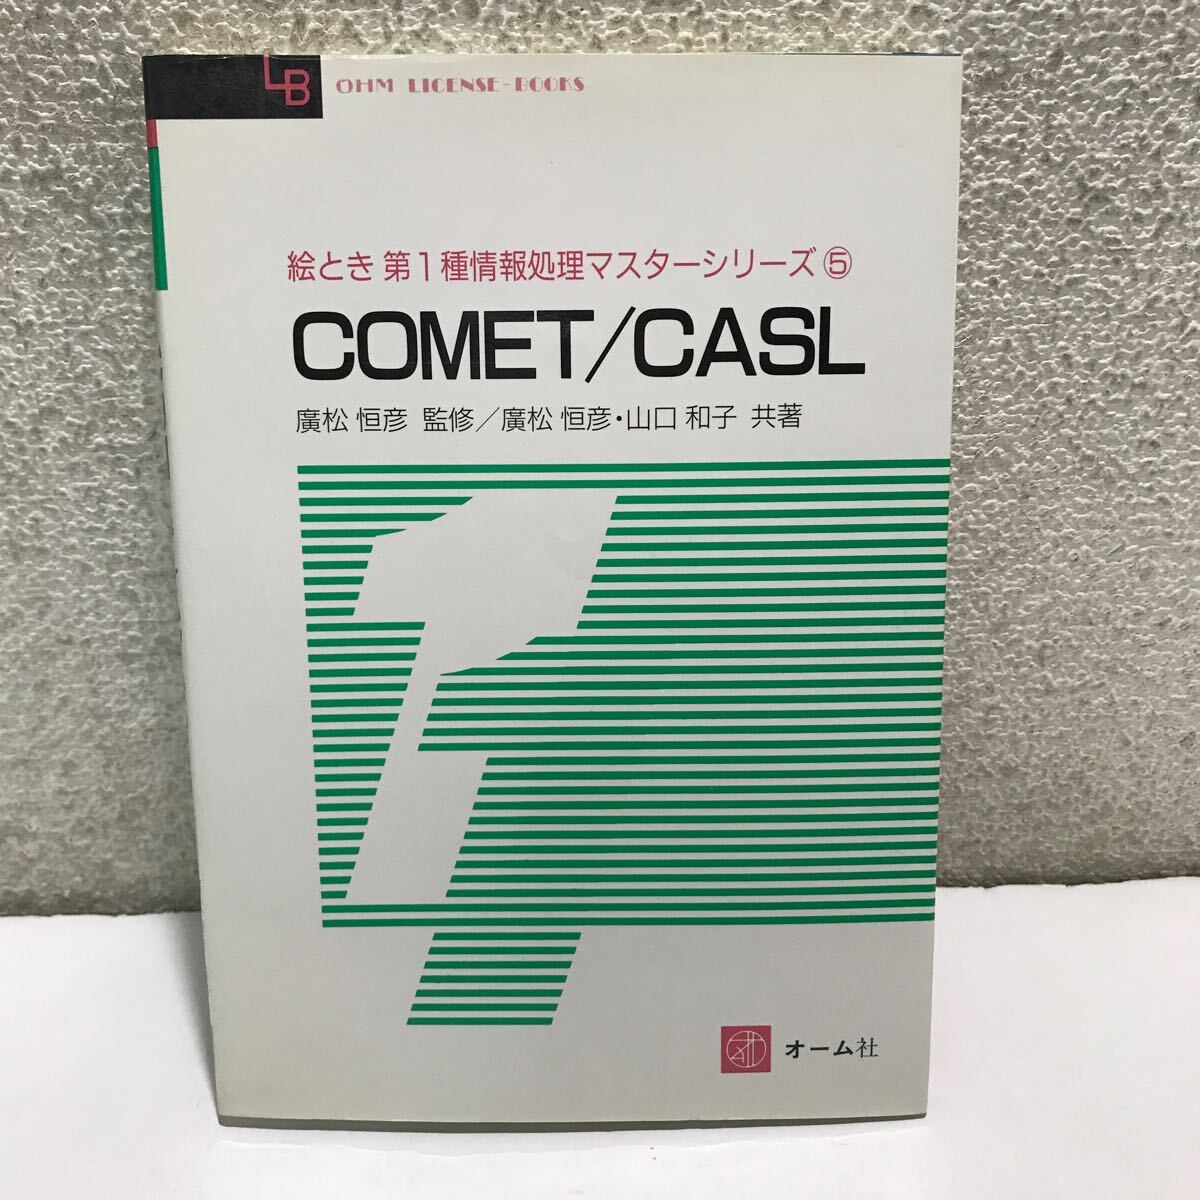 LB
OHM LICENSE-BOOKS
絵とき 第1種情報処理マスターシリーズ⑤
COMET/CASL
廣松 恒彦 監修／廣松 恒彦・山口 和子 共著
オーム社